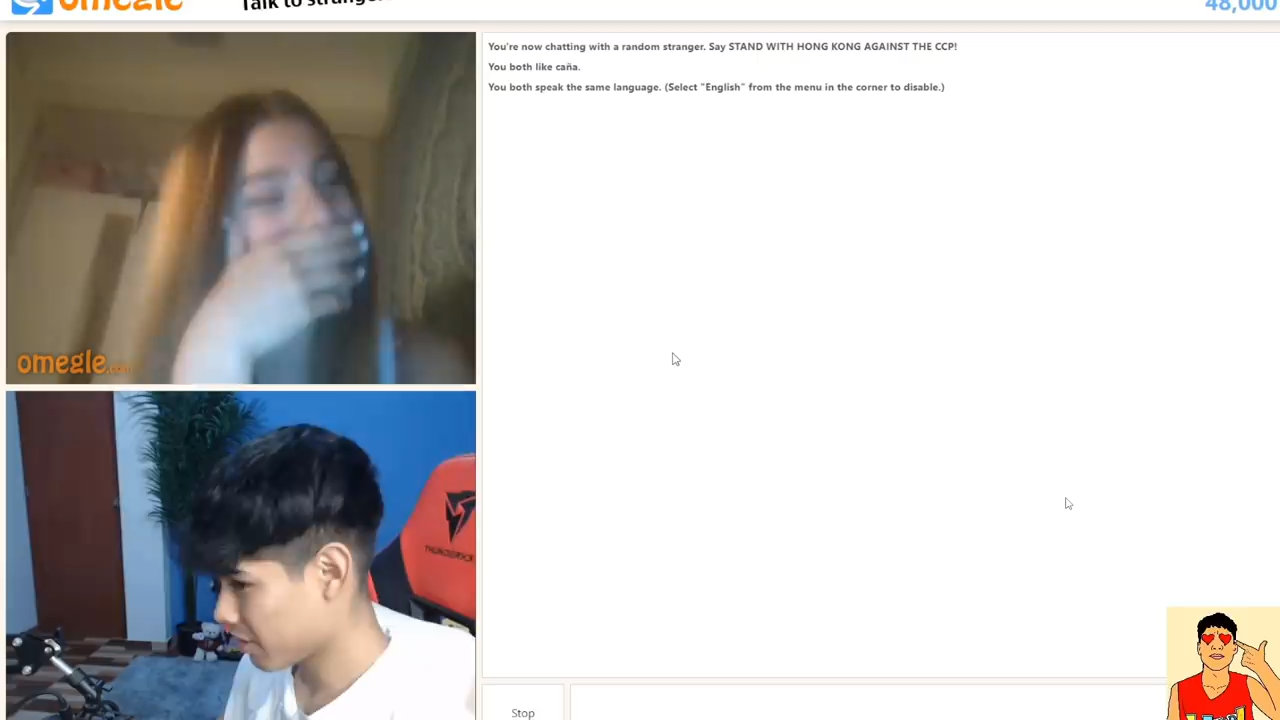 omegle
Talk to strangers
48,000
You're now chatting with a random stranger. Say STAND WITH HONG KONG AGAINST THE CCP!
You both like caña.
You both speak the same language. (Select "English" from the menu in the corner to disable.)
omegle.com
Stop